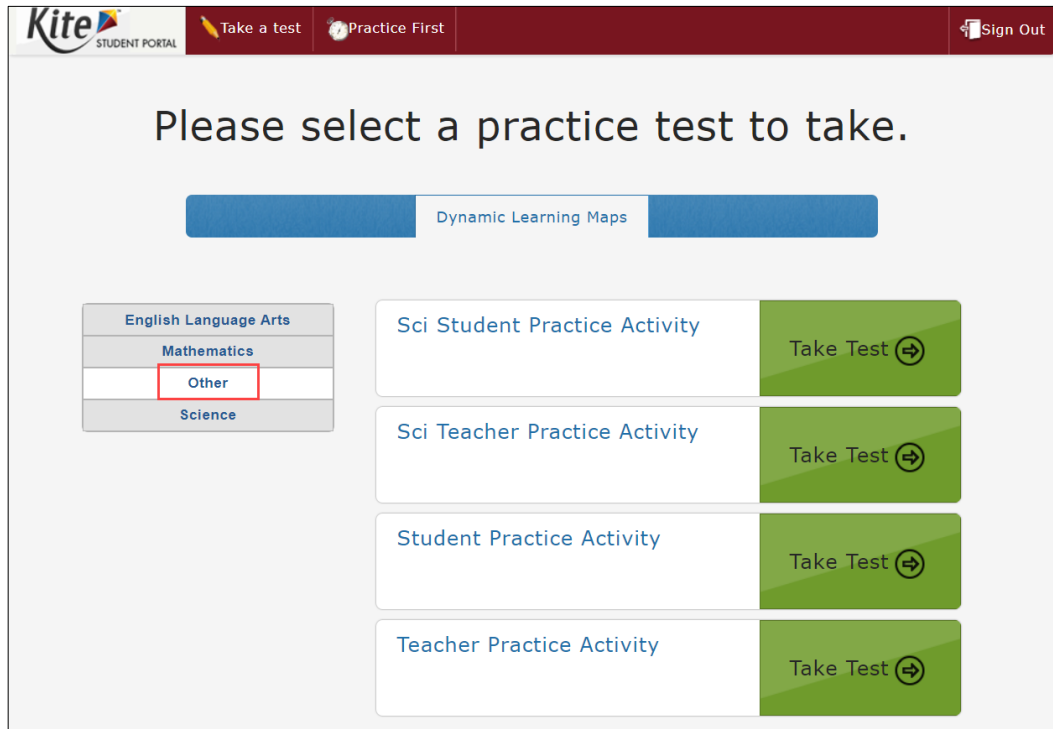 Kite STUDENT PORTAL
Take a test
Practice First
Sign Out
Please select a practice test to take.
Dynamic Learning Maps
English Language Arts
Mathematics
Other
Science
Sci Student Practice Activity
Take Test
Sci Teacher Practice Activity
Take Test
Student Practice Activity
Take Test
Teacher Practice Activity
Take Test